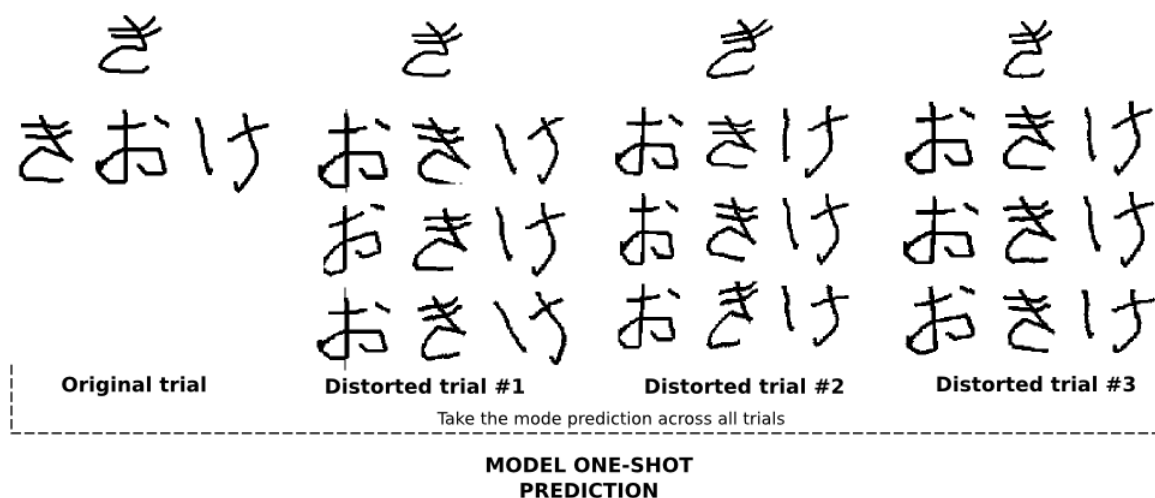 き き き き
き お け お き け お き け お き け
お き け お き け お き け
お き け お き け お き け
Original trial Distorted trial #1 Distorted trial #2 Distorted trial #3
Take the mode prediction across all trials
MODEL ONE-SHOT
PREDICTION